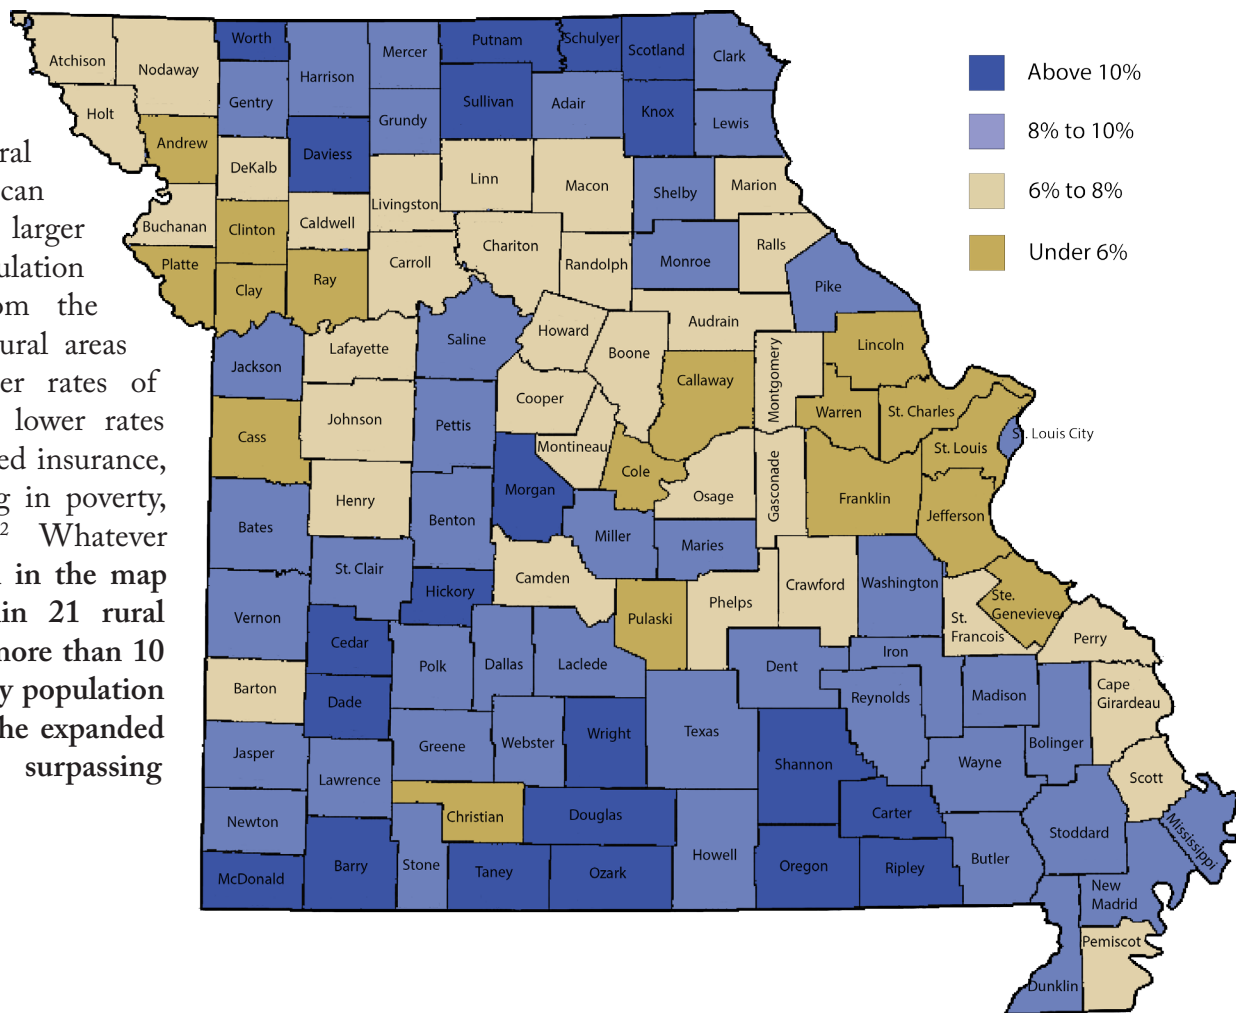 ral
can
larger
ulation
om the
ural areas
er rates of
lower rates
ed insurance,
g in poverty,
2 Whatever
in the map
in 21 rural
more than 10
y population
he expanded
surpassing
Above 10%
8% to 10%
6% to 8%
Under 6%
Worth
Harrison
Mercer
Putnam
Schulyer
Scotland
Clark
Atchison
Nodaway
Gentry
Grundy
Sullivan
Adair
Knox
Lewis
Holt
Andrew
DeKalb
Daviess
Livingston
Linn
Macon
Shelby
Marion
Buchanan
Clinton
Caldwell
Carroll
Chariton
Randolph
Monroe
Ralls
Platte
Clay
Ray
Pike
Jackson
Lafayette
Saline
Howard
Boone
Audrain
Montgomery
Lincoln
Cass
Johnson
Pettis
Cooper
Callaway
Warren
St. Charles
St. Louis
St. Louis City
Montineau
Cole
Osage
Gasconade
Franklin
Jefferson
Bates
Henry
Benton
Morgan
Miller
Maries
St. Clair
Hickory
Camden
Pulaski
Phelps
Crawford
Washington
St.
Francois
Ste.
Genevieve
Perry
Vernon
Cedar
Polk
Dallas
Laclede
Dent
Iron
Reynolds
Madison
Bolinger
Cape
Girardeau
Barton
Dade
Greene
Webster
Wright
Texas
Shannon
Wayne
Scott
Jasper
Lawrence
Christian
Douglas
Carter
Stoddard
Mississippi
Newton
Barry
Stone
Taney
Ozark
Howell
Oregon
Ripley
Butler
New
Madrid
McDonald
Pemiscot
Dunklin